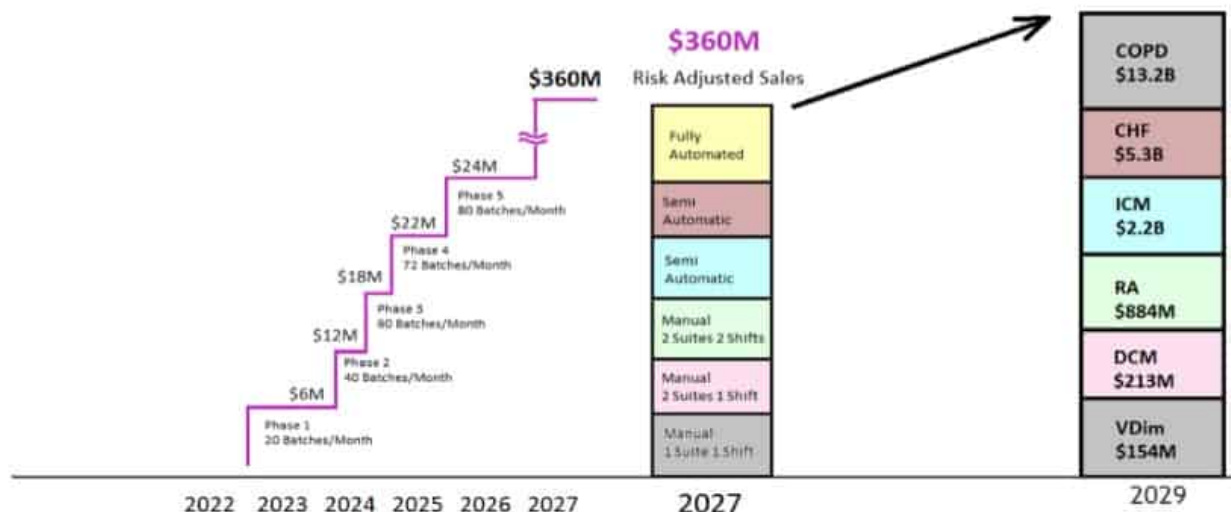 $360M
$360M
Risk Adjusted Sales
$24M
Phase 5
80 Batches/Month
$22M
Phase 4
72 Batches/Month
$18M
Phase 3
60 Batches/Month
$12M
Phase 2
40 Batches/Month
$6M
Phase 1
20 Batches/Month
2022 2023 2024 2025 2026 2027
Fully
Automated
Semi
Automatic
Semi
Automatic
Manual
2 Suites 2 Shifts
Manual
2 Suites 1 Shift
Manual
1 Suite 1 Shift
2027
COPD
$13.2B
CHF
$5.3B
ICM
$2.2B
RA
$884M
DCM
$213M
VDim
$154M
2029